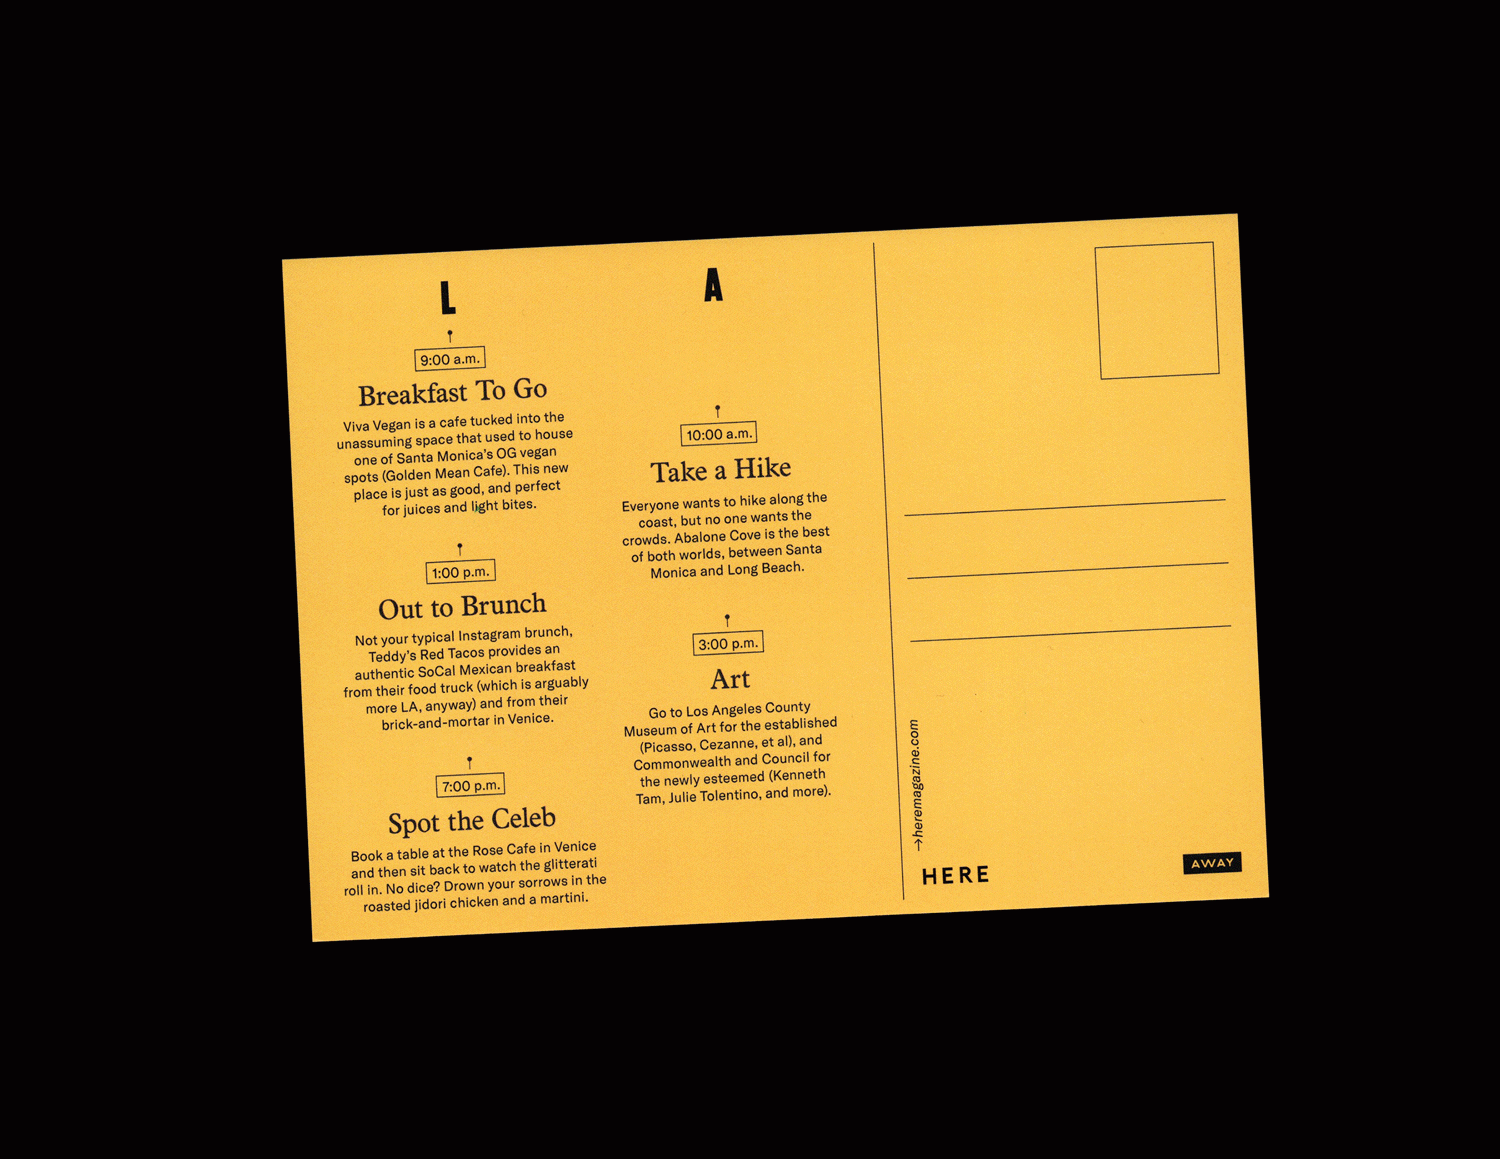 L
9:00 a.m.
Breakfast To Go
Viva Vegan is a cafe tucked into the
unassuming space that used to house
one of Santa Monica's OG vegan
spots (Golden Mean Cafe). This new
place is just as good, and perfect
for juices and light bites.
1:00 p.m.
Out to Brunch
Not your typical Instagram brunch,
Teddy's Red Tacos provides an
authentic SoCal Mexican breakfast
from their food truck (which is arguably
more LA, anyway) and from their
brick-and-mortar in Venice.
7:00 p.m.
Spot the Celeb
Book a table at the Rose Cafe in Venice
and then sit back to watch the glitterati
roll in. No dice? Drown your sorrows in the
roasted jidori chicken and a martini.
A
10:00 a.m.
Take a Hike
Everyone wants to hike along the
coast, but no one wants the
crowds. Abalone Cove is the best
of both worlds, between Santa
Monica and Long Beach.
3:00 p.m.
Art
Go to Los Angeles County
Museum of Art for the established
(Picasso, Cezanne, et al), and
Commonwealth and Council for
the newly esteemed (Kenneth
Tam, Julie Tolentino, and more).
→heremagazine.com
HERE
AWAY